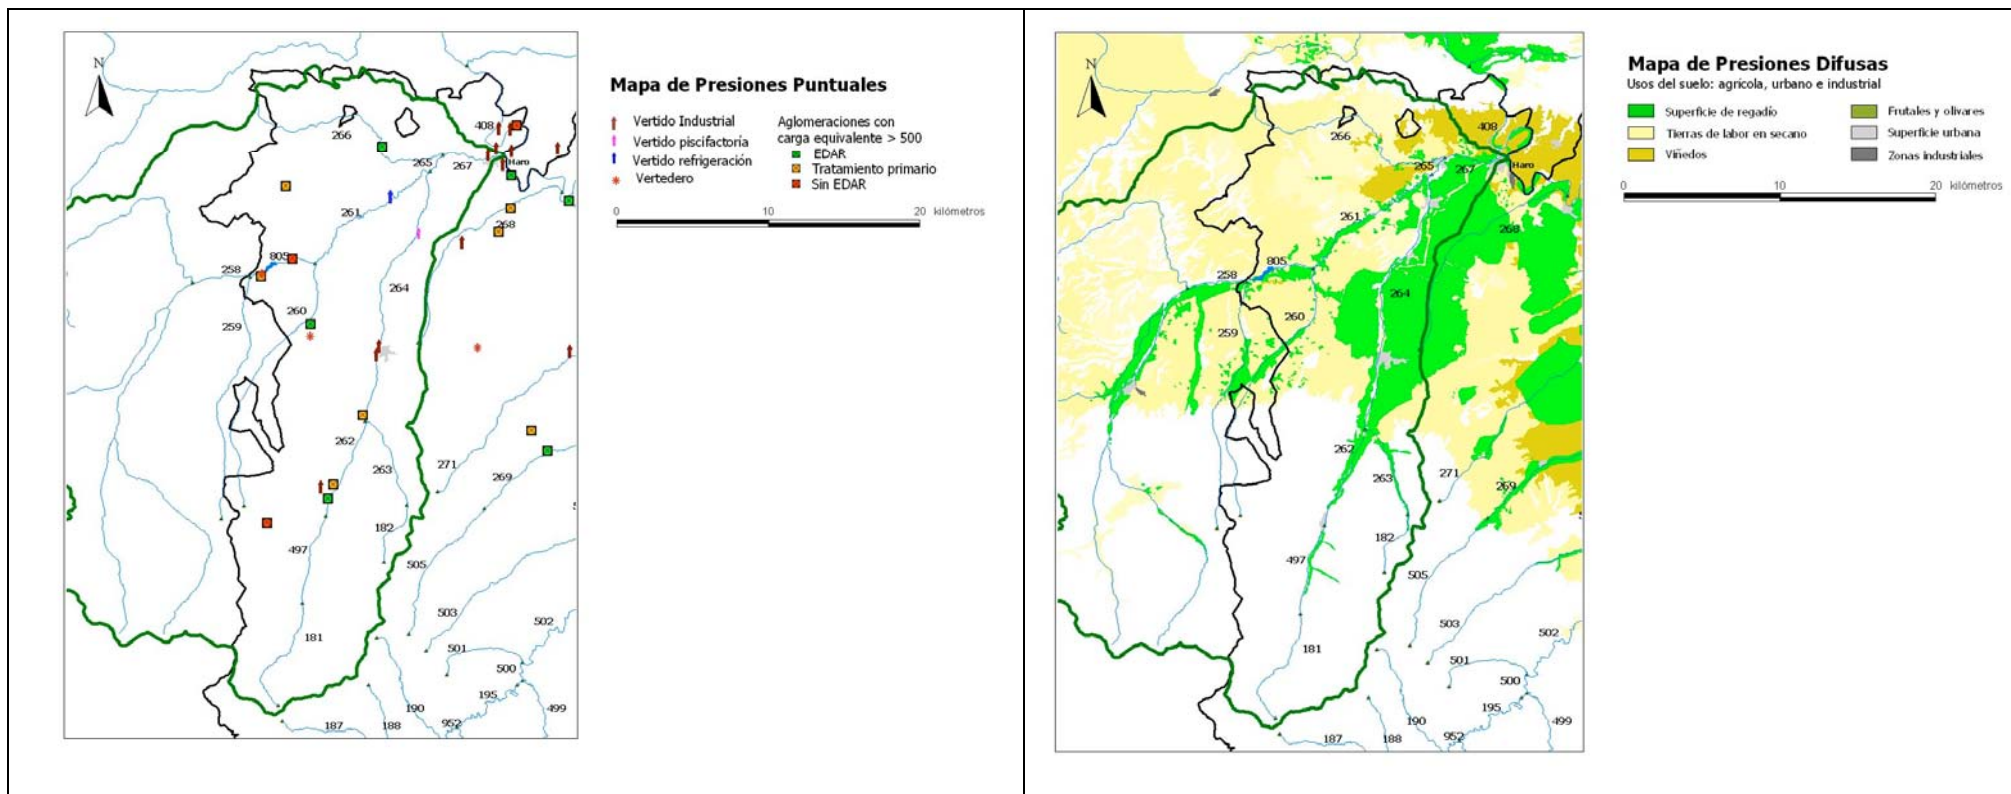 N
408
266
265
267
Haro
261
268
805
258
264
260
259
262
263
271
269
182
497
505
503
502
181
501
500
195
190
499
952
187
188
Mapa de Presiones Puntuales
Vertido Industrial
Vertido piscifactoría
Vertido refrigeración
Vertedero
Aglomeraciones con
carga equivalente > 500
EDAR
Tratamiento primario
Sin EDAR
0 10 20 kilómetros
N
408
266
265
267
Haro
261
268
805
258
264
260
259
262
263
271
269
182
497
505
503
502
181
501
500
195
190
499
952
187
188
Mapa de Presiones Difusas
Usos del suelo: agrícola, urbano e industrial
Superficie de regadío
Tierras de labor en secano
Viñedos
Frutales y olivares
Superficie urbana
Zonas industriales
0 10 20 kilómetros